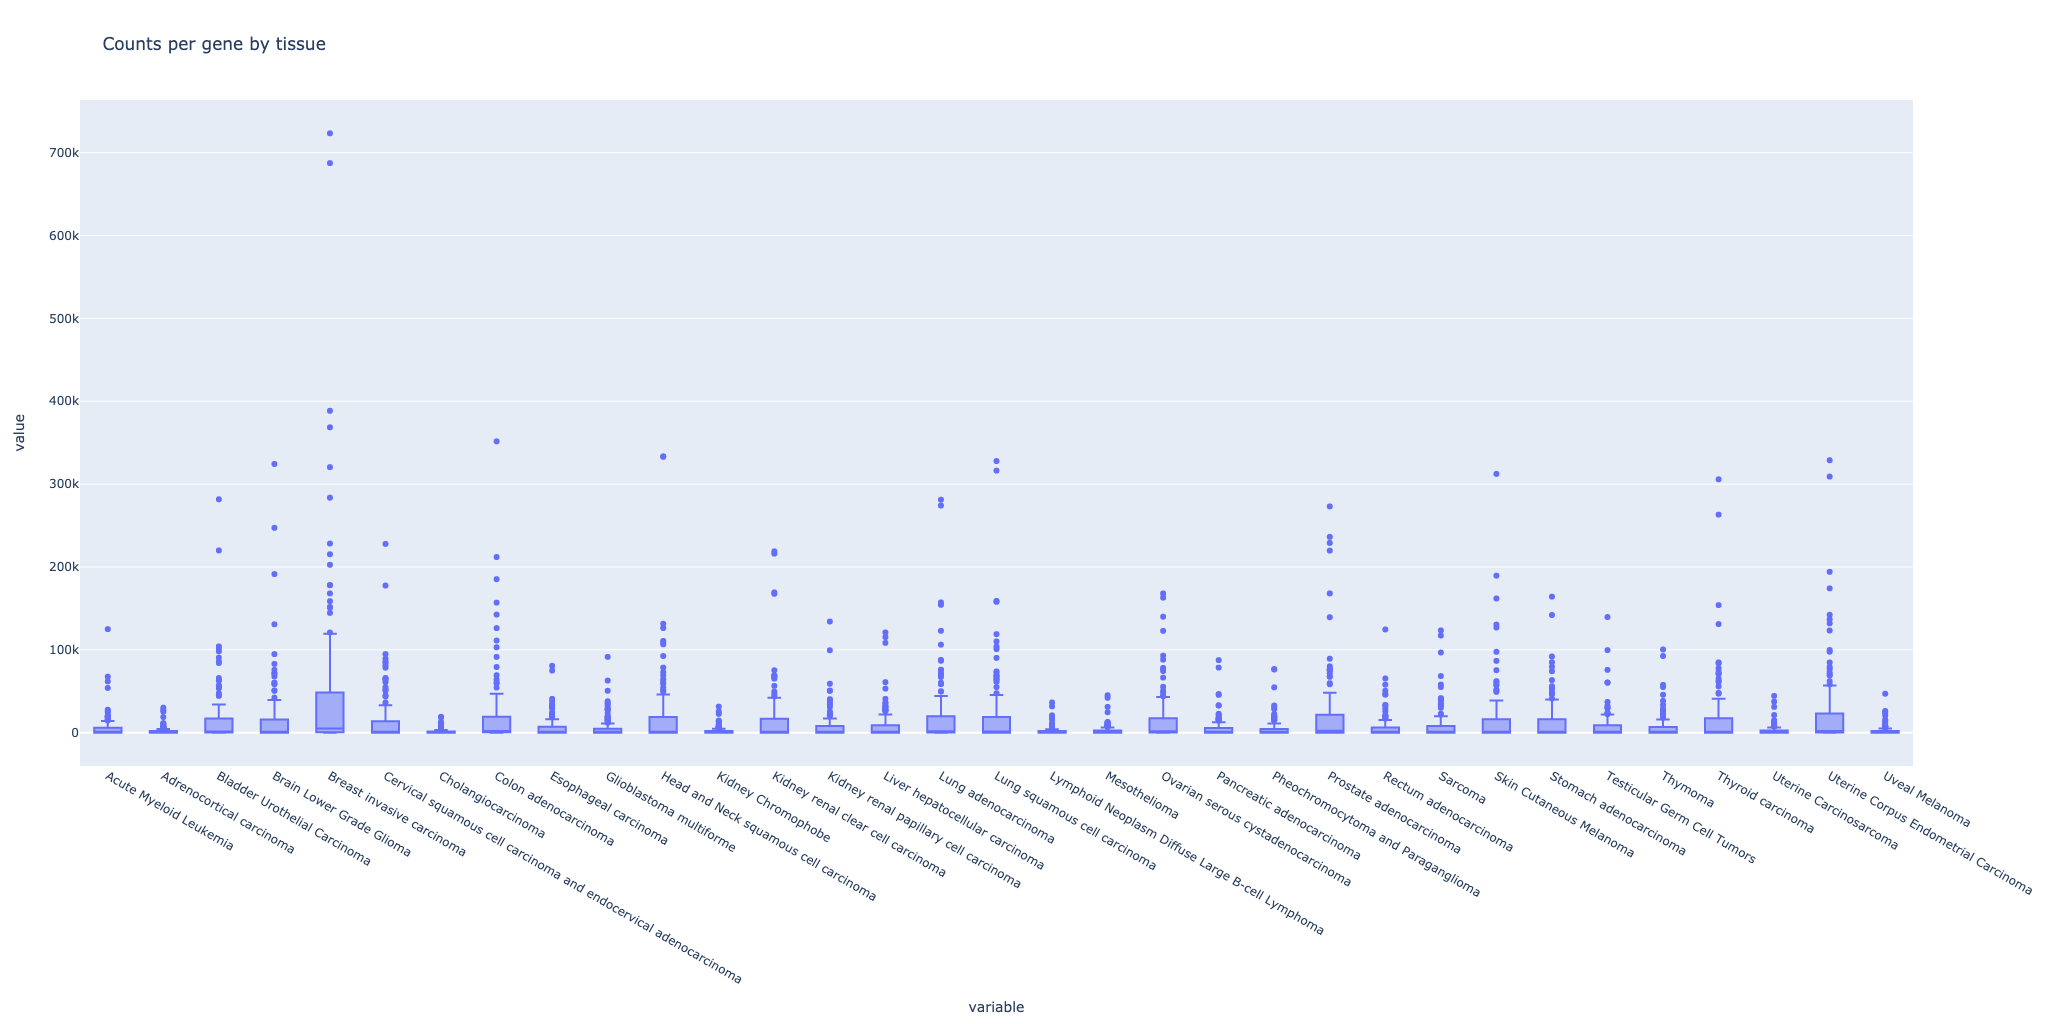 Counts per gene by tissue
700k
600k
500k
400k
300k
200k
100k
0
value
Acute Myeloid Leukemia
Adrenocortical carcinoma
Bladder Urothelial Carcinoma
Brain Lower Grade Glioma
Breast invasive carcinoma
Cervical squamous cell carcinoma and endocervical adenocarcinoma
Cholangiocarcinoma
Colon adenocarcinoma
Esophageal carcinoma
Glioblastoma multiforme
Head and Neck squamous cell carcinoma
Kidney Chromophobe
Kidney renal clear cell carcinoma
Kidney renal papillary cell carcinoma
Liver hepatocellular carcinoma
Lung adenocarcinoma
Lung squamous cell carcinoma
Lymphoid Neoplasm Diffuse Large B-cell Lymphoma
Mesothelioma
Ovarian serous cystadenocarcinoma
Pancreatic adenocarcinoma
Pheochromocytoma and Paraganglioma
Prostate adenocarcinoma
Rectum adenocarcinoma
Sarcoma
Skin Cutaneous Melanoma
Stomach adenocarcinoma
Testicular Germ Cell Tumors
Thymoma
Thyroid carcinoma
Uterine Carcinosarcoma
Uterine Corpus Endometrial Carcinoma
Uveal Melanoma
variable